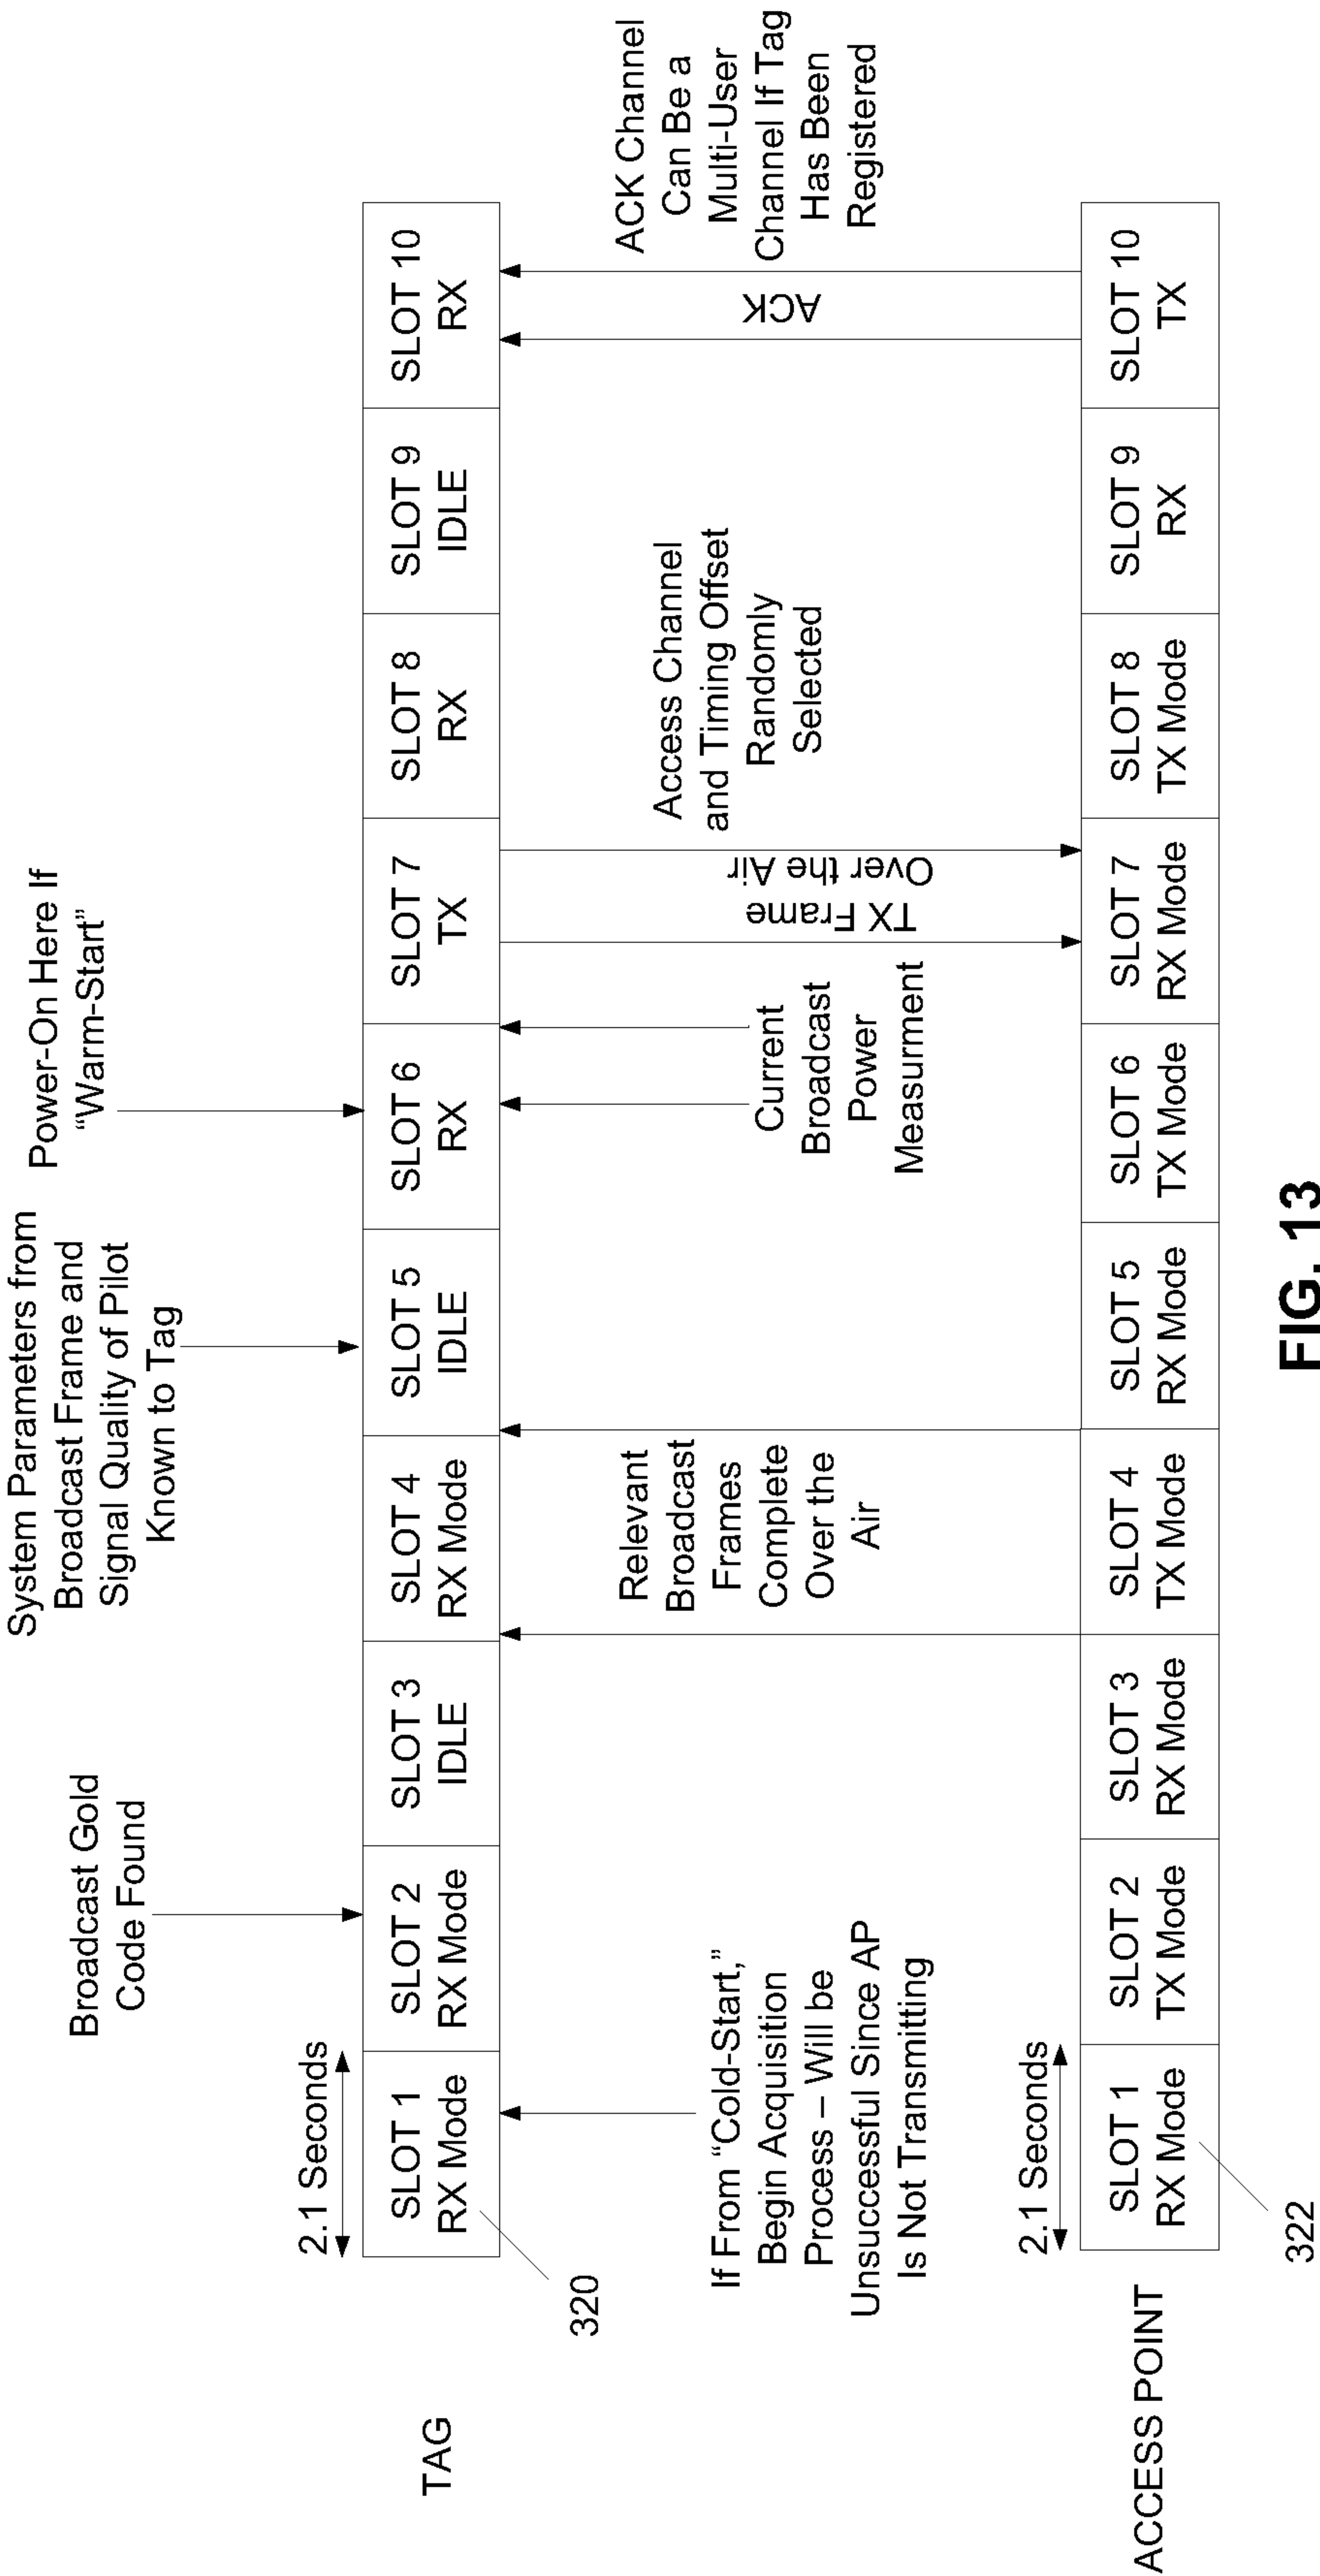 System Parameters from
Broadcast Frame and
Signal Quality of Pilot
Known to Tag
Power-On Here If
“Warm-Start”
Broadcast Gold
Code Found
2.1 Seconds
TAG
SLOT 1
RX Mode
SLOT 2
RX Mode
SLOT 3
IDLE
SLOT 4
RX Mode
SLOT 5
IDLE
SLOT 6
RX
SLOT 7
TX
SLOT 8
RX
SLOT 9
IDLE
SLOT 10
RX
320
If From “Cold-Start,”
Begin Acquisition
Process – Will be
Unsuccessful Since AP
Is Not Transmitting
Relevant
Broadcast
Frames
Complete
Over the
Air
Current
Broadcast
Power
Measurment
TX Frame
Over the Air
Access Channel
and Timing Offset
Randomly
Selected
ACK
ACK Channel
Can Be a
Multi-User
Channel If Tag
Has Been
Registered
2.1 Seconds
ACCESS POINT
SLOT 1
RX Mode
SLOT 2
TX Mode
SLOT 3
RX Mode
SLOT 4
TX Mode
SLOT 5
RX Mode
SLOT 6
TX Mode
SLOT 7
RX Mode
SLOT 8
TX Mode
SLOT 9
RX
SLOT 10
TX
322
FIG. 13